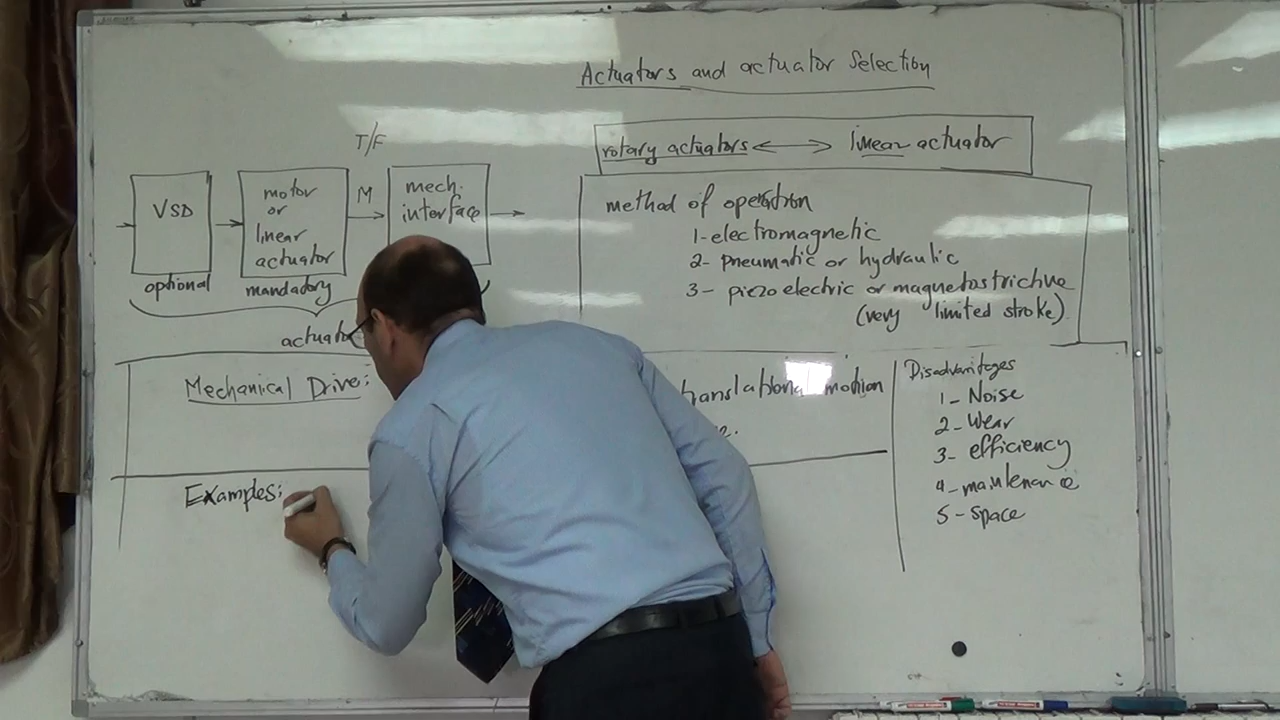 Actuators and actuator Selection
T/F
VSD
motor
or
linear
actuator
M
mech.
interface
optional
mandatory
actuator
rotary actuators ⟷ linear actuator
method of operation
1-electromagnetic
2- pneumatic or hydraulic
3- piezoelectric or magnetostrictive
(very limited stroke)
Mechanical Drive:
translational motion
Examples:
Disadvantages
1- Noise
2- Wear
3- efficiency
4- maintenance
5- space